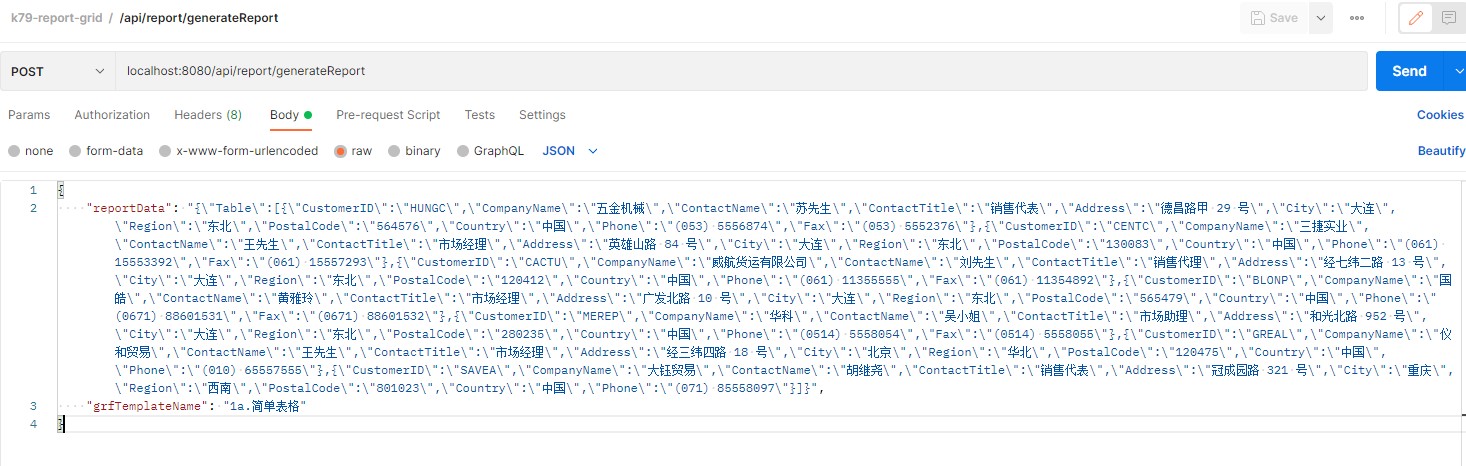 k79-report-grid / /api/report/generateReport
Save
POST
localhost:8080/api/report/generateReport
Send
Params
Authorization
Headers (8)
Body
Pre-request Script
Tests
Settings
Cookies
none
form-data
x-www-form-urlencoded
raw
binary
GraphQL
JSON
Beautify
1 {
2 "reportData": "{\"Table\":[{\"CustomerID\":\"HUNGC\",\"CompanyName\":\"五金机械\",\"ContactName\":\"苏先生\",\"ContactTitle\":\"销售代表\",\"Address\":\"德昌路甲 29 号\",\"City\":\"大连\",
\"Region\":\"东北\",\"PostalCode\":\"564576\",\"Country\":\"中国\",\"Phone\":\"(053) 5556874\",\"Fax\":\"(053) 5552376\"},{\"CustomerID\":\"CENTC\",\"CompanyName\":\"三捷实业\",
\"ContactName\":\"王先生\",\"ContactTitle\":\"市场经理\",\"Address\":\"英雄山路 84 号\",\"City\":\"大连\",\"Region\":\"东北\",\"PostalCode\":\"130083\",\"Country\":\"中国\",\"Phone\":\"(061)
15553392\",\"Fax\":\"(061) 15557293\"},{\"CustomerID\":\"CACTU\",\"CompanyName\":\"威航货运有限公司\",\"ContactName\":\"刘先生\",\"ContactTitle\":\"销售代理\",\"Address\":\"经七纬二路 13 号\",
\"City\":\"大连\",\"Region\":\"东北\",\"PostalCode\":\"120412\",\"Country\":\"中国\",\"Phone\":\"(061) 11355555\",\"Fax\":\"(061) 11354892\"},{\"CustomerID\":\"BLONP\",\"CompanyName\":\"国
皓\",\"ContactName\":\"黄雅玲\",\"ContactTitle\":\"市场经理\",\"Address\":\"广发北路 10 号\",\"City\":\"大连\",\"Region\":\"东北\",\"PostalCode\":\"565479\",\"Country\":\"中国\",\"Phone\":\"
(0671) 88601531\",\"Fax\":\"(0671) 88601532\"},{\"CustomerID\":\"MEREP\",\"CompanyName\":\"华科\",\"ContactName\":\"吴小姐\",\"ContactTitle\":\"市场助理\",\"Address\":\"和光北路 952 号\",
\"City\":\"大连\",\"Region\":\"东北\",\"PostalCode\":\"280235\",\"Country\":\"中国\",\"Phone\":\"(0514) 5558054\",\"Fax\":\"(0514) 5558055\"},{\"CustomerID\":\"GREAL\",\"CompanyName\":\"仪
和贸易\",\"ContactName\":\"王先生\",\"ContactTitle\":\"市场经理\",\"Address\":\"经三纬四路 18 号\",\"City\":\"北京\",\"Region\":\"华北\",\"PostalCode\":\"120475\",\"Country\":\"中国\",
\"Phone\":\"(010) 65557555\"},{\"CustomerID\":\"SAVEA\",\"CompanyName\":\"大钰贸易\",\"ContactName\":\"胡继尧\",\"ContactTitle\":\"销售代表\",\"Address\":\"冠成园路 321 号\",\"City\":\"重庆\",
\"Region\":\"西南\",\"PostalCode\":\"801023\",\"Country\":\"中国\",\"Phone\":\"(071) 85558097\"}]}",
3 "grfTemplateName": "1a.简单表格"
4 }